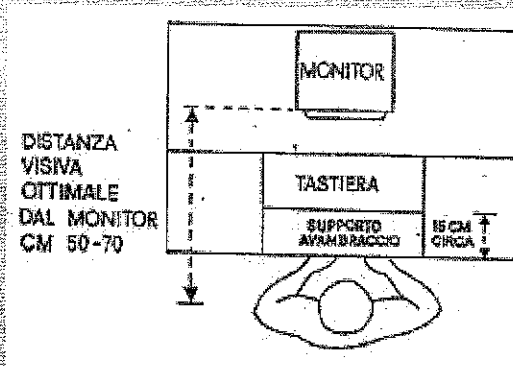 MONITOR
DISTANZA
VISIVA
OTTIMALE
DAL MONITOR
CM 50-70
TASTIERA
SUPPORTO
AVAMBRACCIO
15 CM
CIRCA